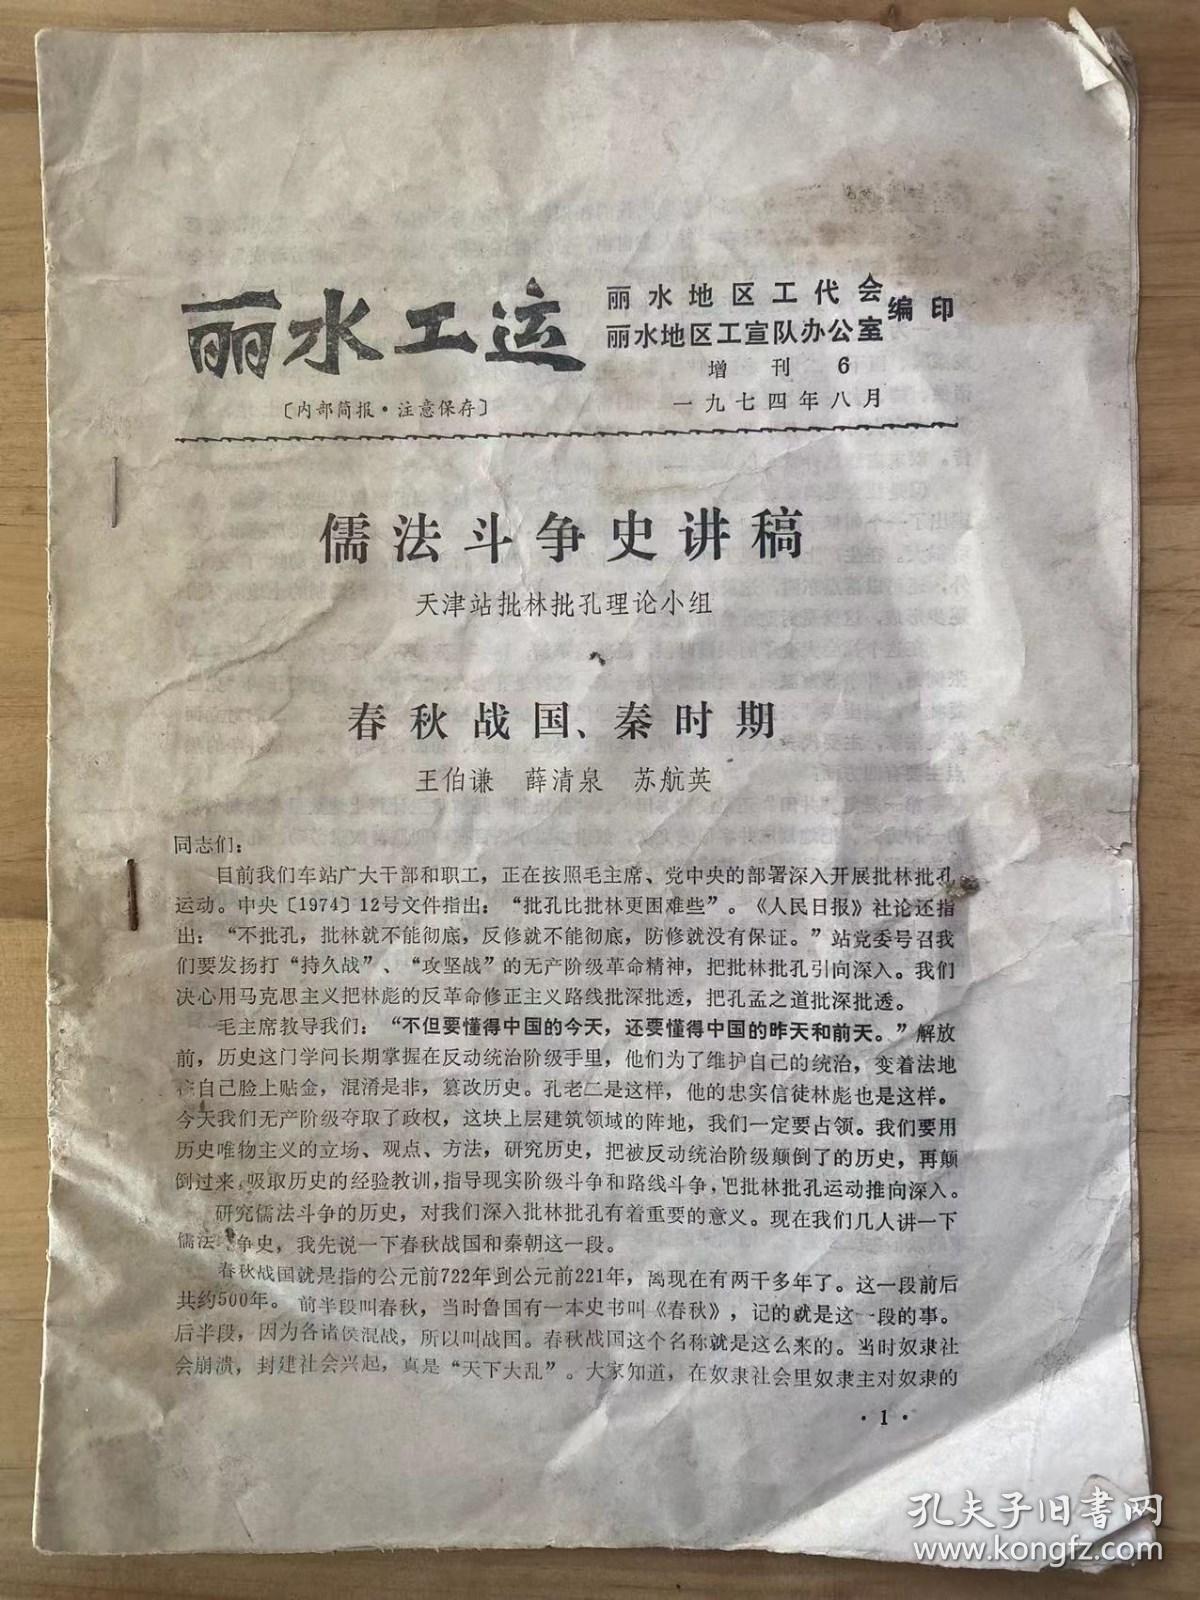 丽水工运
丽水地区工代会
丽水地区工宣队办公室
编印
增刊 6
一九七四年八月
〔内部简报·注意保存〕
儒法斗争史讲稿
天津站批林批孔理论小组
春秋战国、秦时期
王伯谦 薛清泉 苏航英
同志们：
目前我们车站广大干部和职工，正在按照毛主席、党中央的部署深入开展批林批孔
运动。中央〔1974〕12号文件指出：“批孔比批林更困难些”。《人民日报》社论还指
出：“不批孔，批林就不能彻底，反修就不能彻底，防修就没有保证。”站党委号召我
们要发扬打“持久战”、“攻坚战”的无产阶级革命精神，把批林批孔引向深入。我们
决心用马克思主义把林彪的反革命修正主义路线批深批透，把孔孟之道批深批透。
毛主席教导我们：“不但要懂得中国的今天，还要懂得中国的昨天和前天。”解放
前，历史这门学问长期掌握在反动统治阶级手里，他们为了维护自己的统治，变着法地
自己脸上贴金，混淆是非，篡改历史。孔老二是这样，他的忠实信徒林彪也是这样。
今天我们无产阶级夺取了政权，这块上层建筑领域的阵地，我们一定要占领。我们要用
历史唯物主义的立场、观点、方法，研究历史，把被反动统治阶级颠倒了的历史，再颠
倒过来，吸取历史的经验教训，指导现实阶级斗争和路线斗争，把批林批孔运动推向深入。
研究儒法斗争的历史，对我们深入批林批孔有着重要的意义。现在我们几人讲一下
儒法争史，我先说一下春秋战国和秦朝这一段。
春秋战国就是指的公元前722年到公元前221年，离现在有两千多年了。这一段前后
共约500年。前半段叫春秋，当时鲁国有一本史书叫《春秋》，记的就是这一段的事。
后半段，因为各诸侯混战，所以叫战国。春秋战国这个名称就是这么来的。当时奴隶社
会崩溃，封建社会兴起，真是“天下大乱”。大家知道，在奴隶社会里奴隶主对奴隶的
·1·
孔夫子旧书网
www.kongfz.com